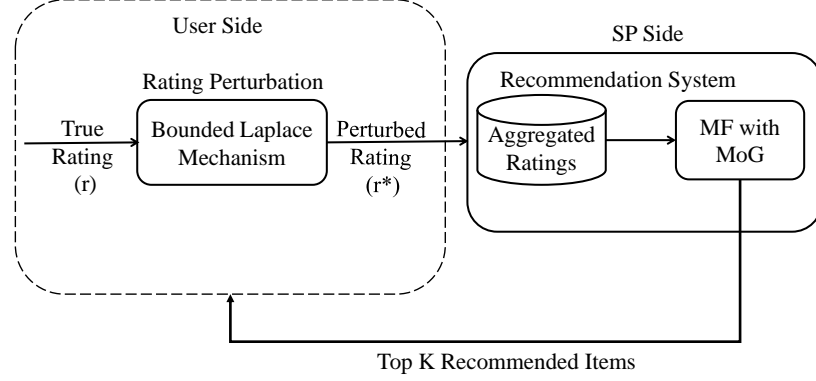 User Side
Rating Perturbation
True
Rating
(r)
Bounded Laplace
Mechanism
Perturbed
Rating
(r*)
SP Side
Recommendation System
Aggregated
Ratings
MF with
MoG
Top K Recommended Items